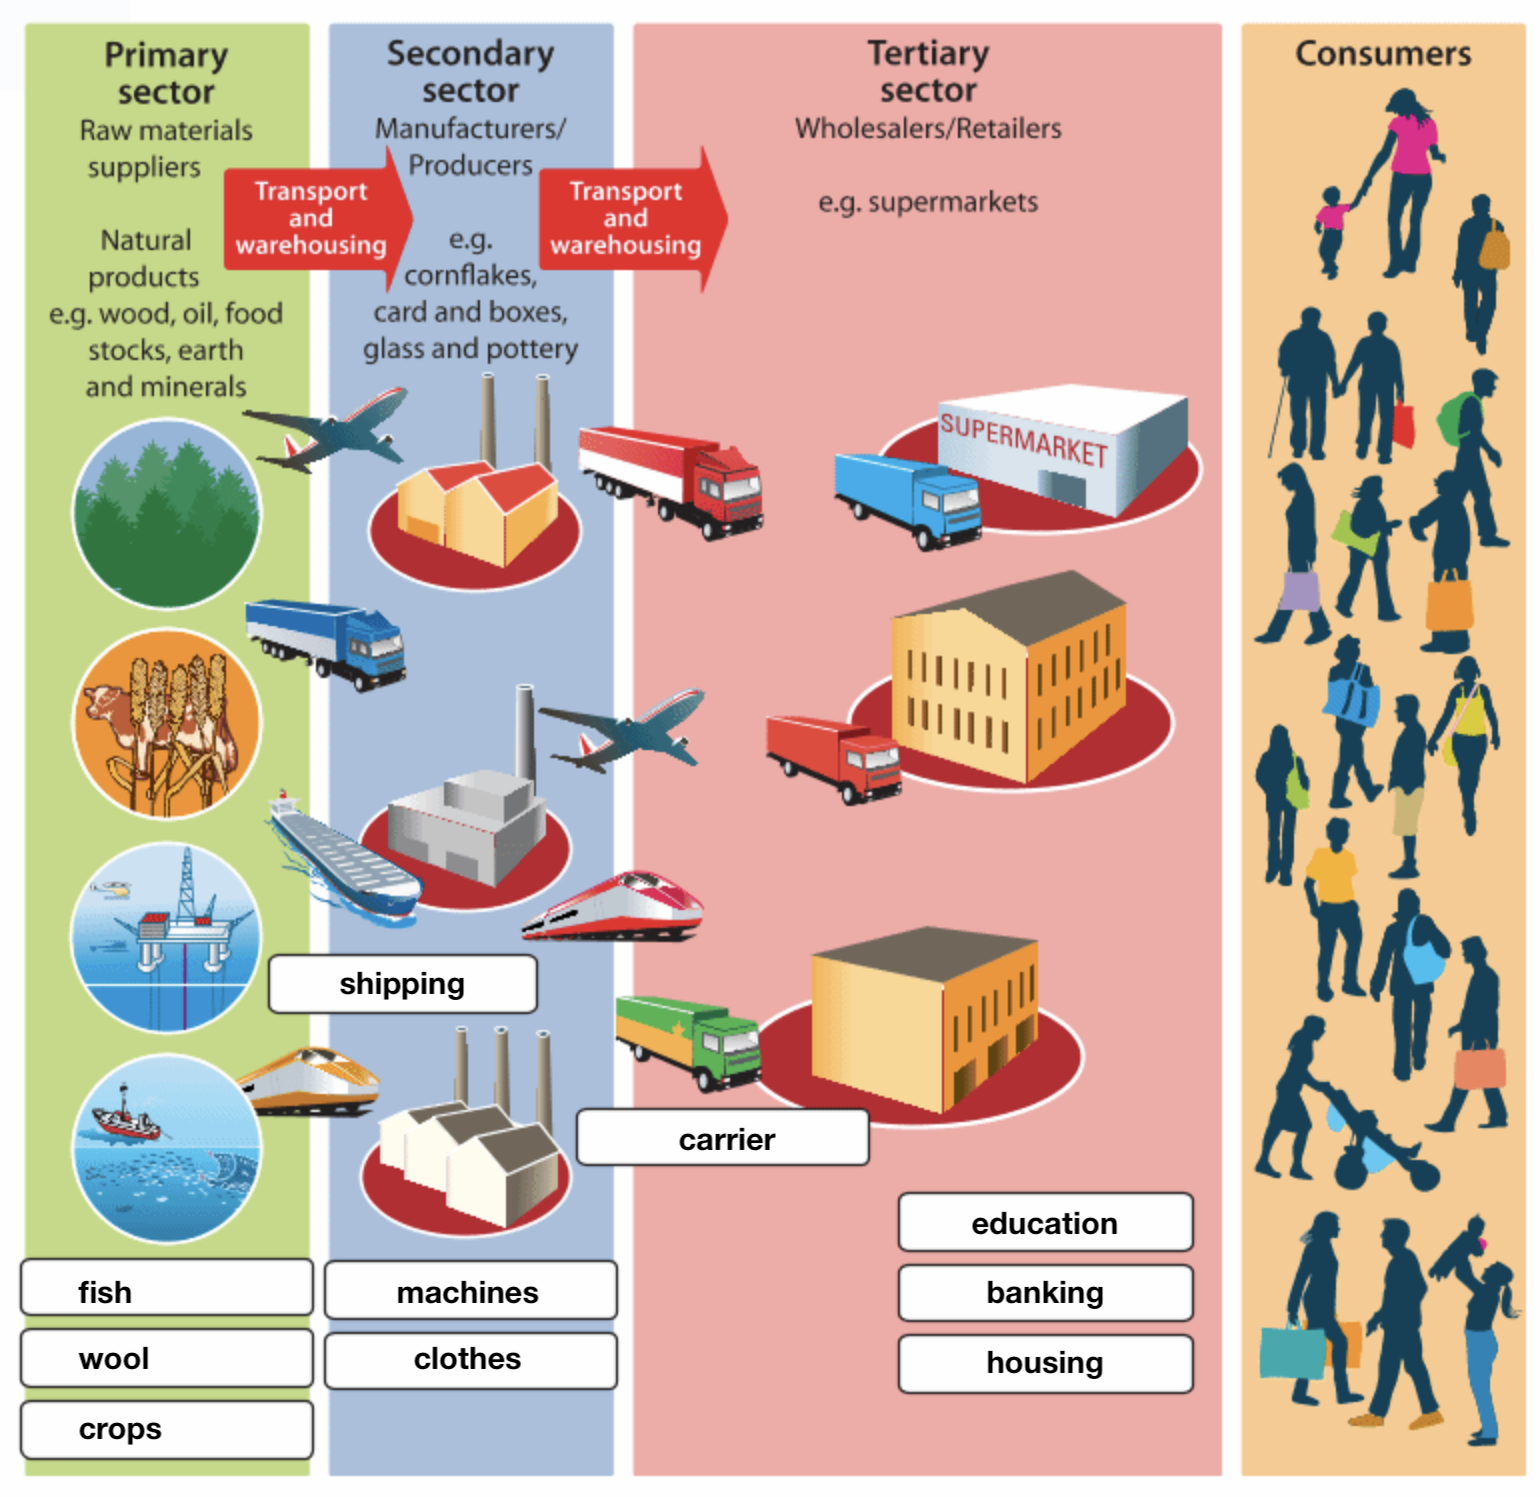 Primary
sector
Raw materials
suppliers
Natural
products
e.g. wood, oil, food
stocks, earth
and minerals
Transport
and
warehousing
Secondary
sector
Manufacturers/
Producers
e.g.
cornflakes,
card and boxes,
glass and pottery
Transport
and
warehousing
Tertiary
sector
Wholesalers/Retailers
e.g. supermarkets
SUPERMARKET
Consumers
shipping
carrier
fish
wool
crops
machines
clothes
education
banking
housing